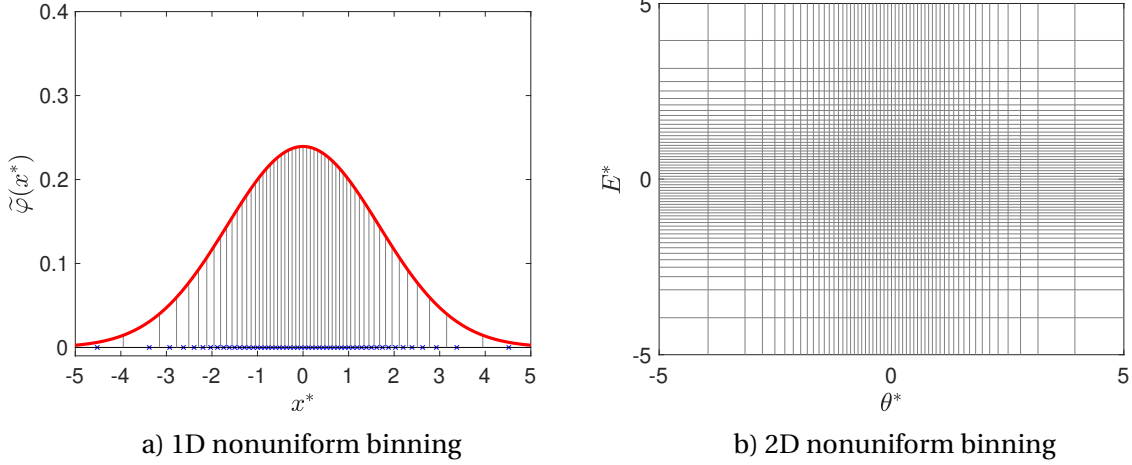 0.4
0.3
0.2
0.1
0
φ̃(x*)
-5 -4 -3 -2 -1 0 1 2 3 4 5
x*
a) 1D nonuniform binning
5
0
-5
E*
-5 0 5
θ*
b) 2D nonuniform binning